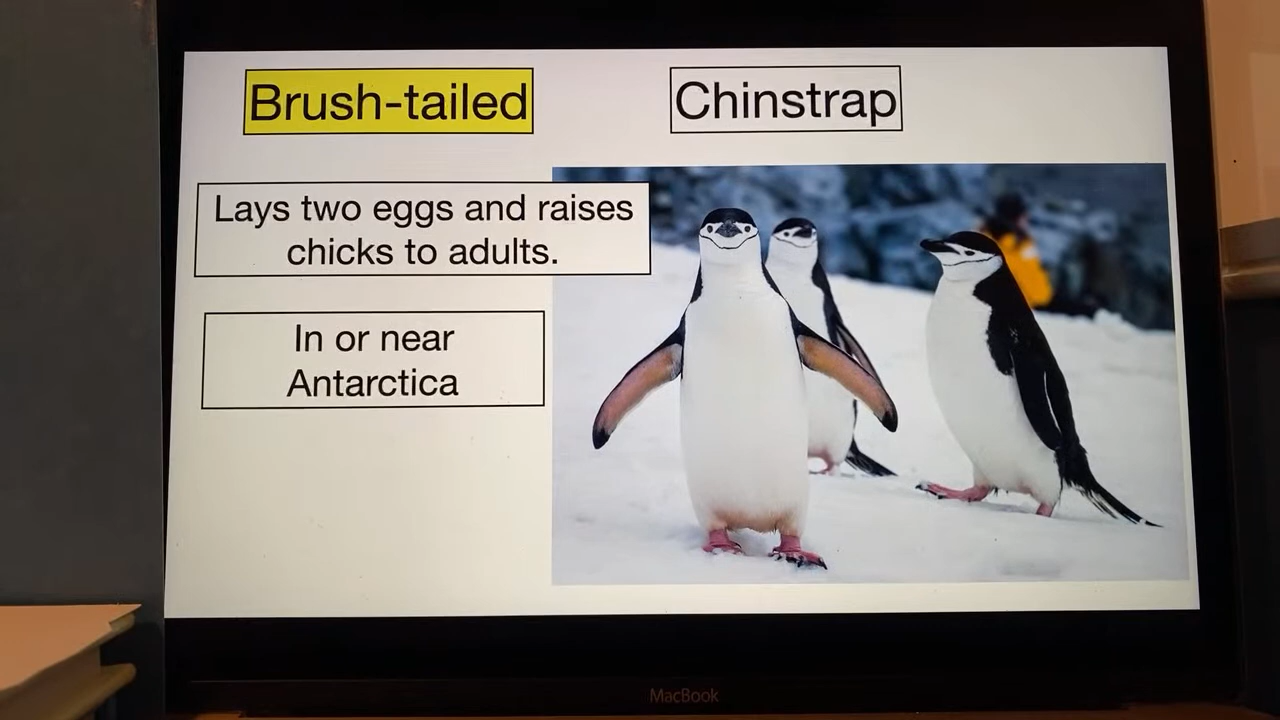 Brush-tailed
Chinstrap
Lays two eggs and raises
chicks to adults.
In or near
Antarctica
MacBook